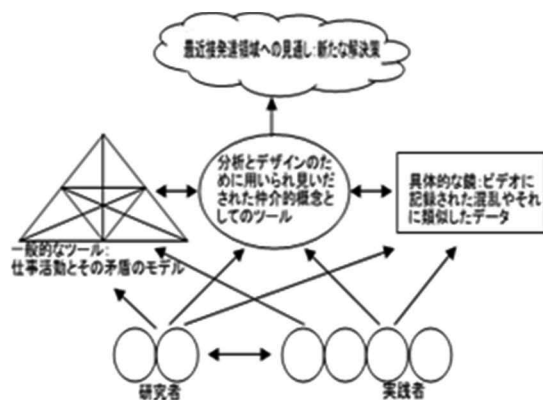 最近接発達領域への見通し:新たな解決策
分析とデザインのた
めに用いられ見いだ
された仲介的概念と
してのツール
具体的な鏡:ビデオに
記録された混乱やそれ
に類似したデータ
一般的なツール:
仕事活動とその矛盾のモデル
研究者
実践者